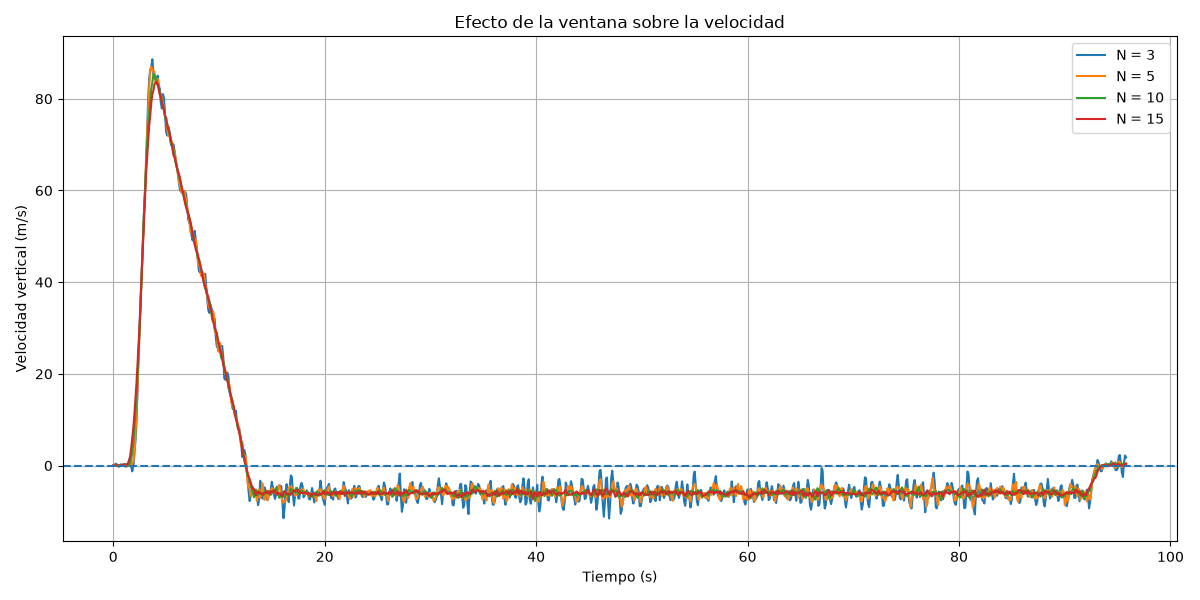 Efecto de la ventana sobre la velocidad
N = 3
N = 5
N = 10
N = 15
Velocidad vertical (m/s)
80
60
40
20
0
0 20 40 60 80 100
Tiempo (s)